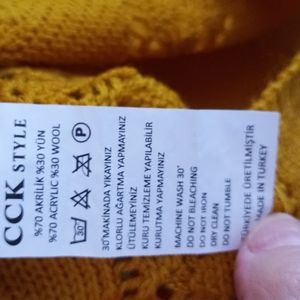 CCK STYLE
%70 AKRİLİK %30 YÜN
%70 ACRYLIC %30 WOOL
30
P
30°MAKİNADA YIKAYINIZ
KLORLU AĞARTMA YAPMAYINIZ
ÜTÜLEMEYİNİZ
KURU TEMİZLEME YAPILABİLİR
KURUTMA YAPMAYINIZ
MACHINE WASH 30°
DO NOT BLEACHING
DO NOT IRON
DRY CLEAN
DO NOT TUMBLE
TÜRKİYEDE ÜRETİLMİŞTİR
MADE IN TURKEY